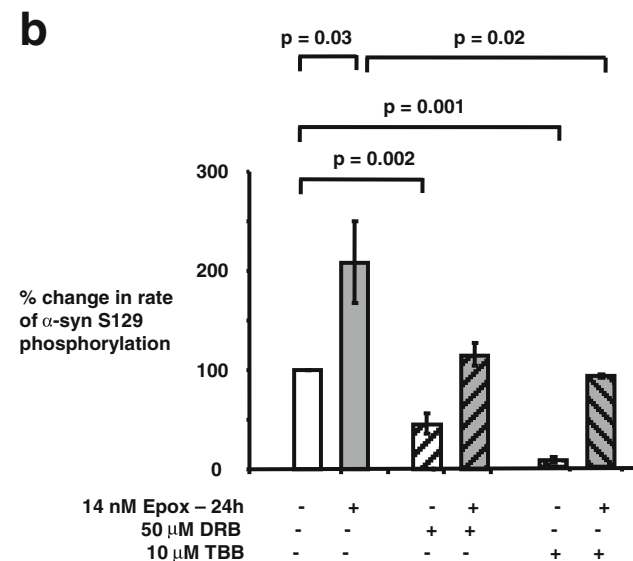 b
p = 0.03 p = 0.02
p = 0.001
p = 0.002
300
200
% change in rate
of α-syn S129
phosphorylation
100
0
14 nM Epox – 24h - + - + - +
50 μM DRB - - + + - -
10 μM TBB - - - - + +